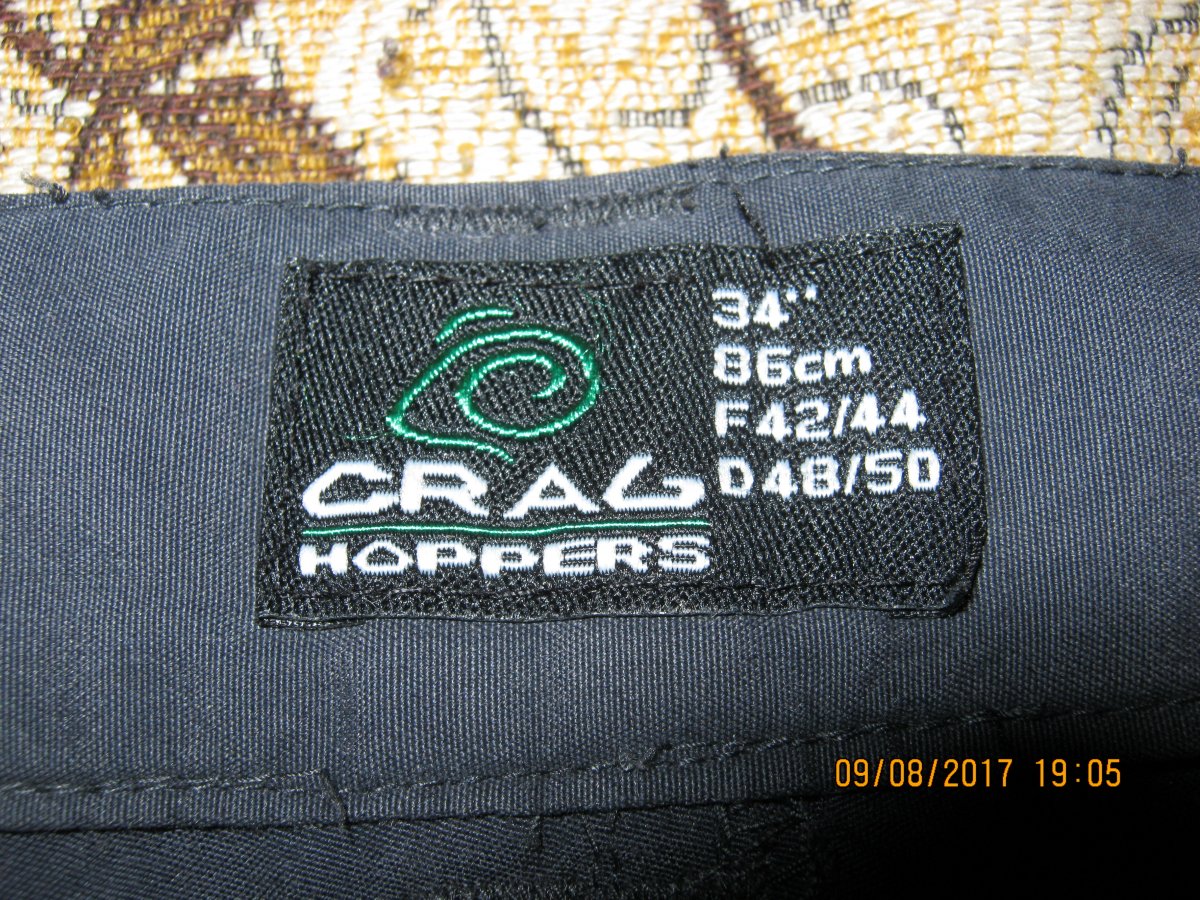 CRAG
HOPPERS
34"
86cm
F42/44
D48/50
09/08/2017 19:05